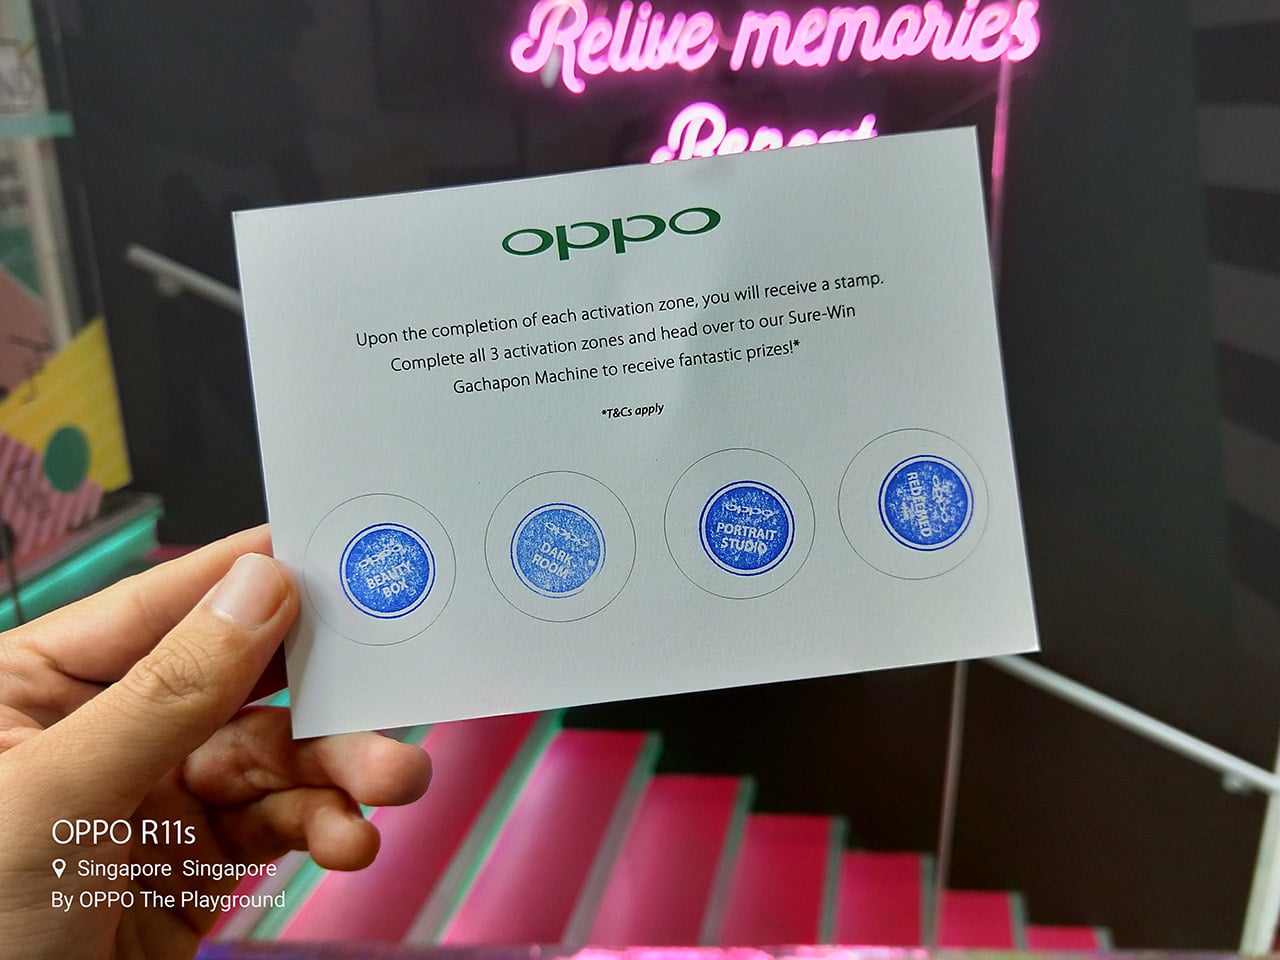 Relive memories
Repeat
oppo
Upon the completion of each activation zone, you will receive a stamp.
Complete all 3 activation zones and head over to our Sure-Win
Gachapon Machine to receive fantastic prizes!*
*T&Cs apply
oppo
BEAUTY
BOX
oppo
DARK
ROOM
oppo
PORTRAIT
STUDIO
oppo
REDEEMED
OPPO R11s
Singapore Singapore
By OPPO The Playground